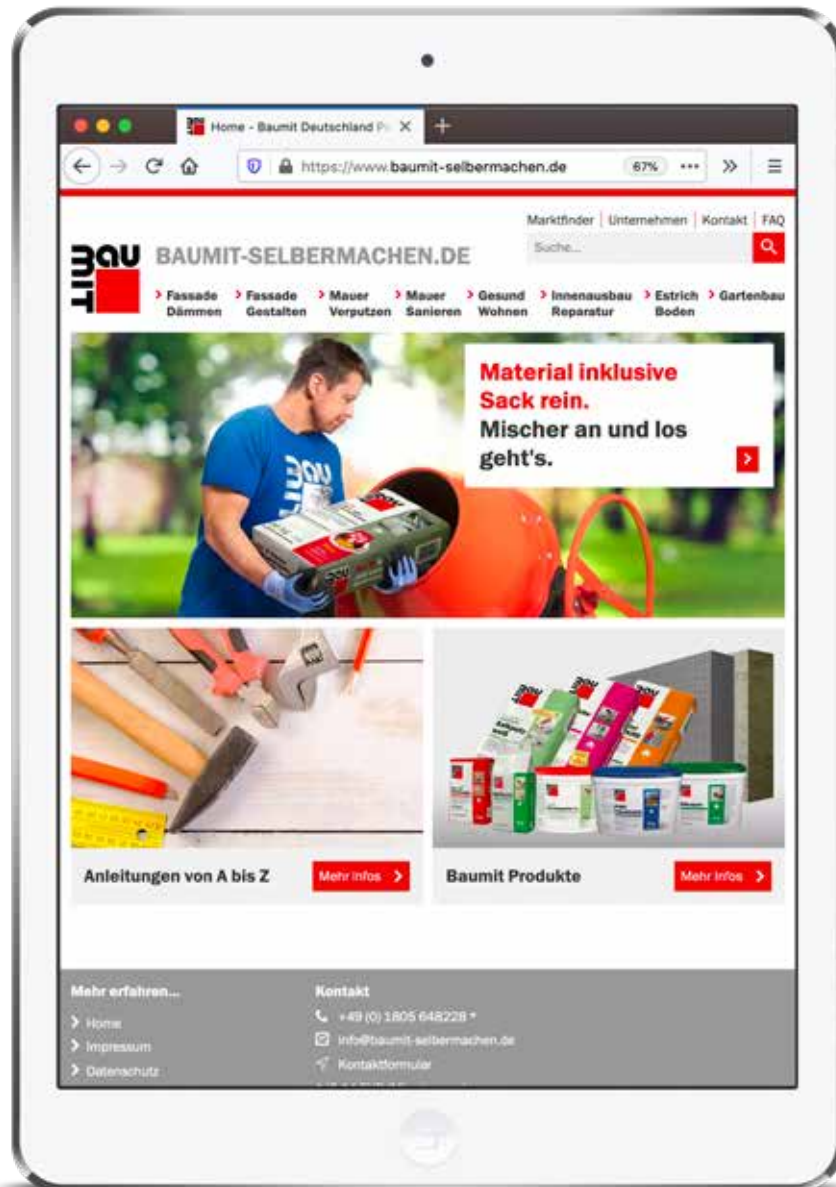 Home - Baumit Deutschland
https://www.baumit-selbermachen.de
67%
Marktfinder | Unternehmen | Kontakt | FAQ
Suche...
bau
mit
BAUMIT-SELBERMACHEN.DE
Fassade Dämmen
Fassade Gestalten
Mauer Verputzen
Mauer Sanieren
Gesund Wohnen
Innenausbau Reparatur
Estrich Boden
Gartenbau
Material inklusive
Sack rein.
Mischer an und los
geht's.
Anleitungen von A bis Z
Mehr Infos
Baumit Produkte
Mehr Infos
Mehr erfahren...
Home
Impressum
Datenschutz
Kontakt
+49 (0) 1805 648228 *
info@baumit-selbermachen.de
Kontaktformular